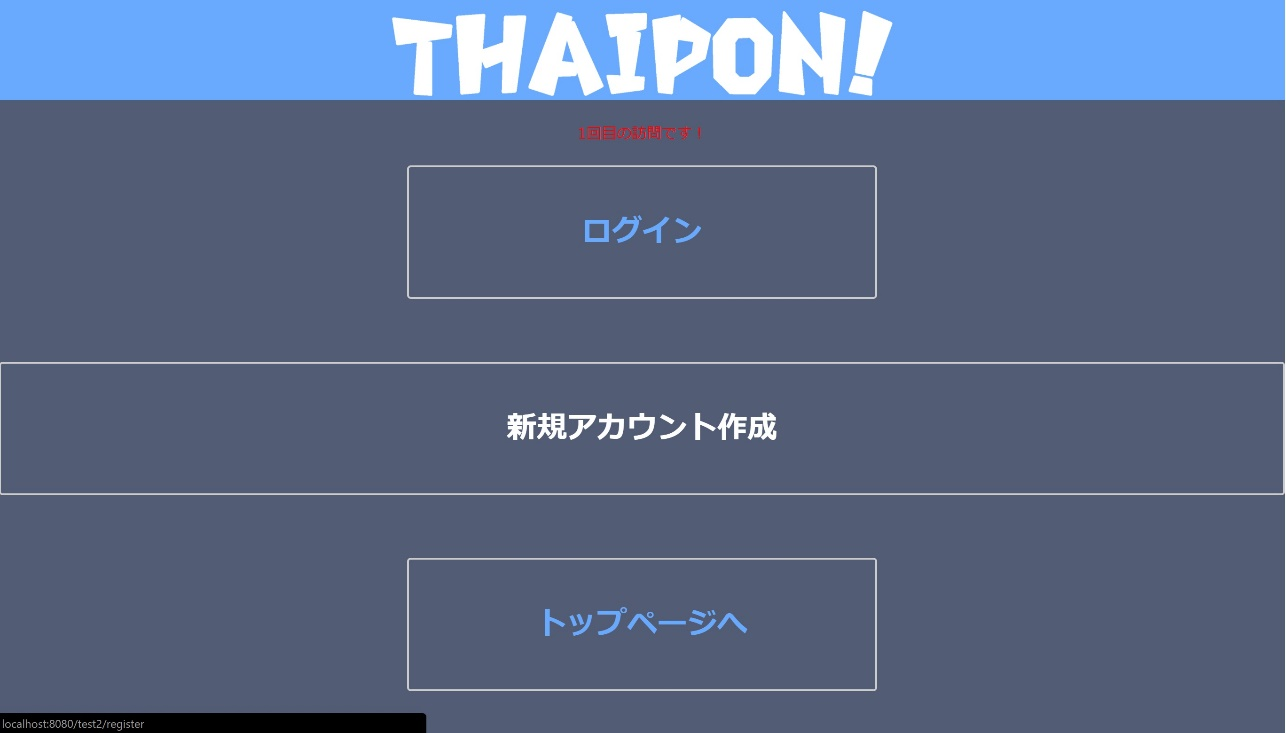 THAIPON!
1回目の訪問です！
ログイン
新規アカウント作成
トップページへ
localhost:8080/test2/register